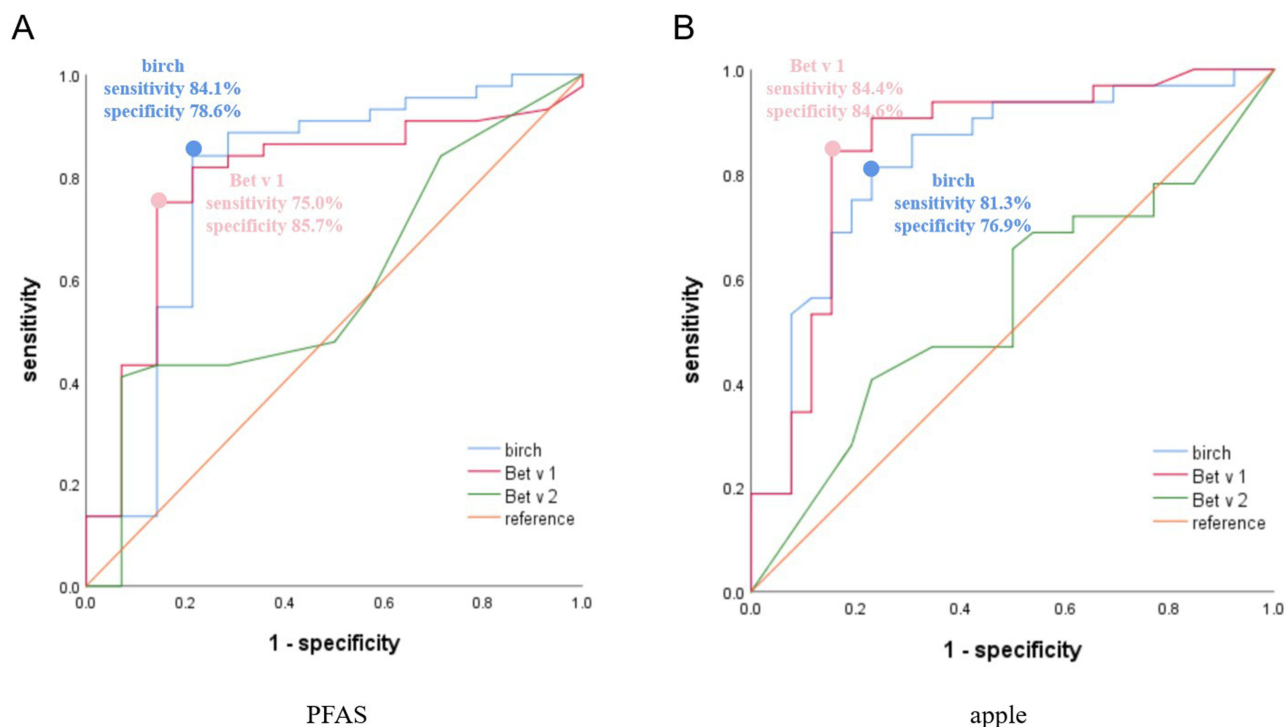 A
birch
sensitivity 84.1%
specificity 78.6%
Bet v 1
sensitivity 75.0%
specificity 85.7%
1.0
0.8
0.6
0.4
0.2
0.0
sensitivity
0.0 0.2 0.4 0.6 0.8 1.0
1 - specificity
birch
Bet v 1
Bet v 2
reference
PFAS
B
Bet v 1
sensitivity 84.4%
specificity 84.6%
birch
sensitivity 81.3%
specificity 76.9%
1.0
0.8
0.6
0.4
0.2
0.0
sensitivity
0.0 0.2 0.4 0.6 0.8 1.0
1 - specificity
birch
Bet v 1
Bet v 2
reference
apple